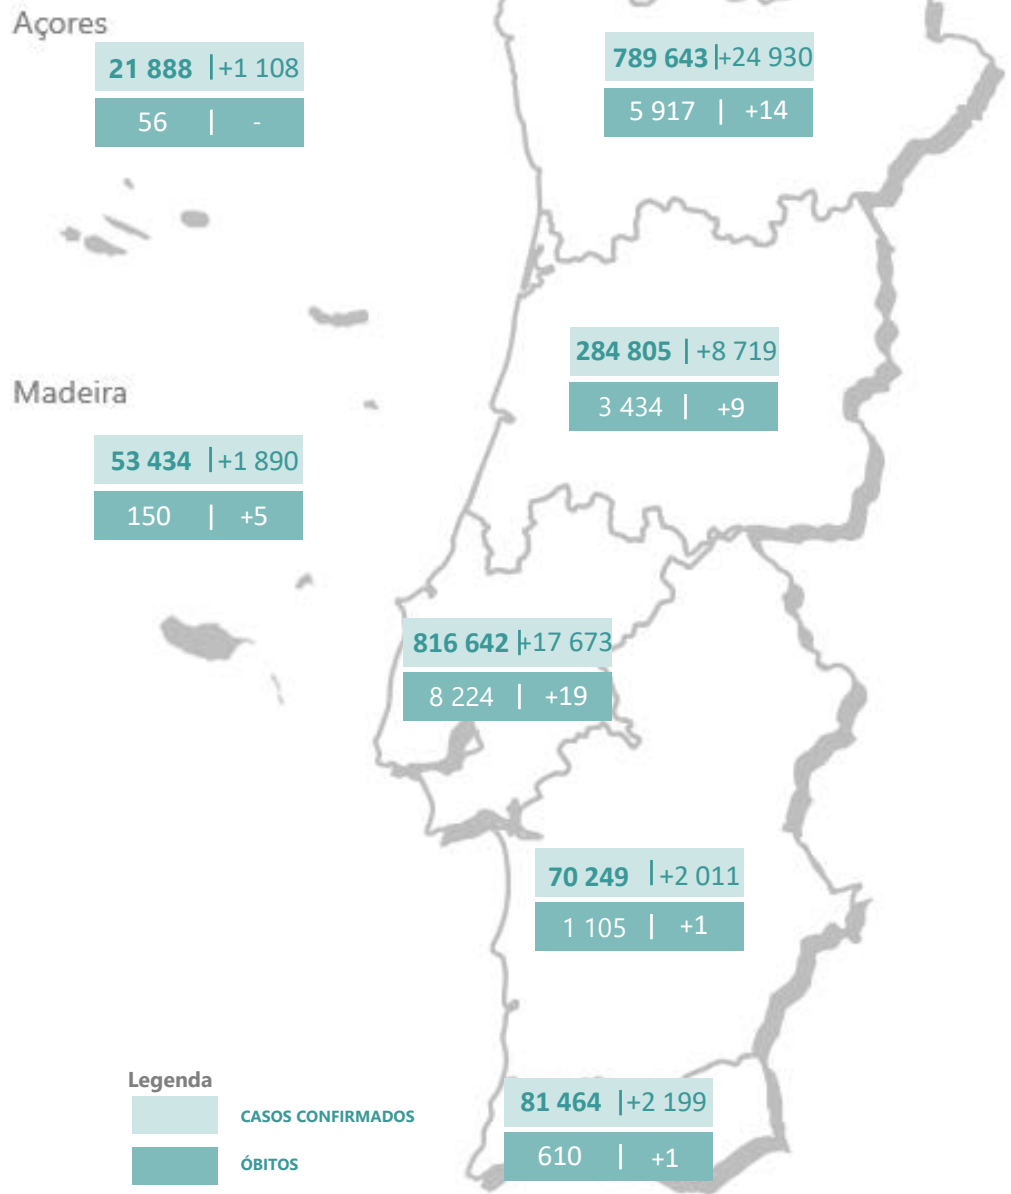 Açores
21 888 |+1 108
56 | -
789 643|+24 930
5 917 | +14
284 805 |+8 719
3 434 | +9
Madeira
53 434 |+1 890
150 | +5
816 642|+17 673
8 224 | +19
70 249 |+2 011
1 105 | +1
81 464 |+2 199
610 | +1
Legenda
CASOS CONFIRMADOS
ÓBITOS